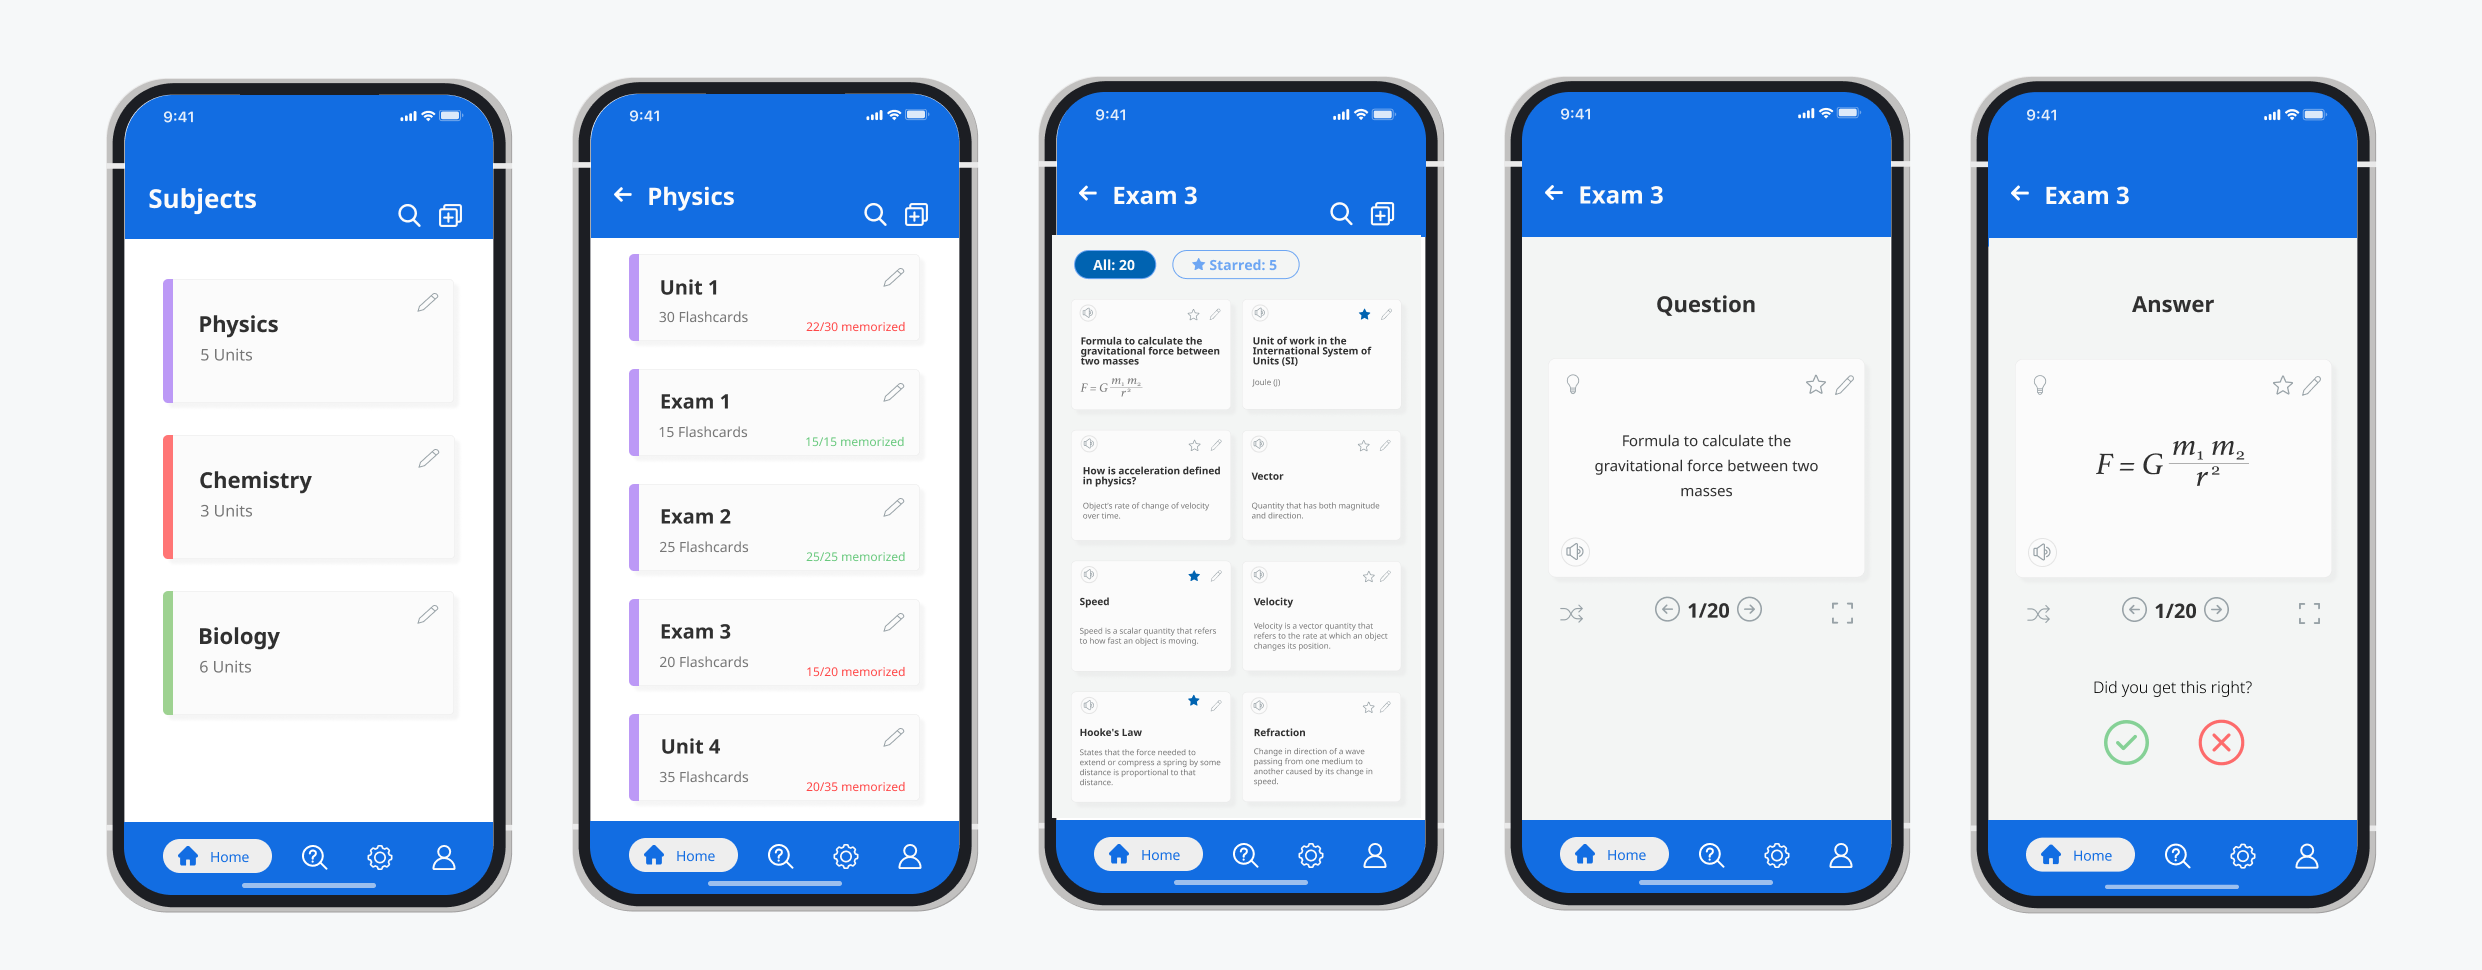 9:41
Subjects
Physics
5 Units
Chemistry
3 Units
Biology
6 Units
Home
9:41
Physics
Unit 1
30 Flashcards
22/30 memorized
Exam 1
15 Flashcards
15/15 memorized
Exam 2
25 Flashcards
25/25 memorized
Exam 3
20 Flashcards
15/20 memorized
Unit 4
35 Flashcards
20/35 memorized
Home
9:41
Exam 3
All: 20
Starred: 5
Formula to calculate the
gravitational force between
two masses
F = G m₁ m₂ / r²
Unit of work in the
International System of
Units (SI)
Joule (J)
How is acceleration defined
in physics?
Object's rate of change of velocity
over time.
Vector
Quantity that has both magnitude
and direction.
Speed
Speed is a scalar quantity that refers
to how fast an object is moving.
Velocity
Velocity is a vector quantity that
refers to the rate at which an object
changes its position.
Hooke's Law
States that the force needed to
extend or compress a spring by some
distance is proportional to that
distance.
Refraction
Change in direction of a wave
passing from one medium to
another caused by its change in
speed.
Home
9:41
Exam 3
Question
Formula to calculate the
gravitational force between two
masses
1/20
Home
9:41
Exam 3
Answer
F = G m₁ m₂ / r²
1/20
Did you get this right?
Home